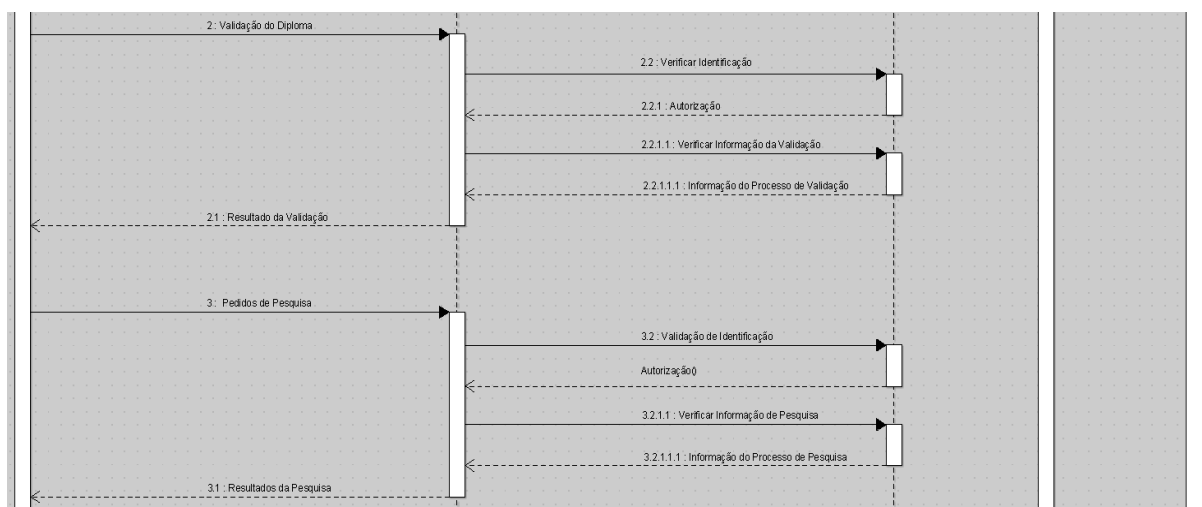 2 : Validação do Diploma
2.2 : Verificar Identificação
2.2.1 : Autorização
2.2.1.1 : Verificar Informação da Validação
2.2.1.1.1 : Informação do Processo de Validação
2.1 : Resultado da Validação
3 : Pedidos de Pesquisa
3.2 : Validação de Identificação
Autorização()
3.2.1.1 : Verificar Informação de Pesquisa
3.2.1.1.1 : Informação do Processo de Pesquisa
3.1 : Resultados da Pesquisa